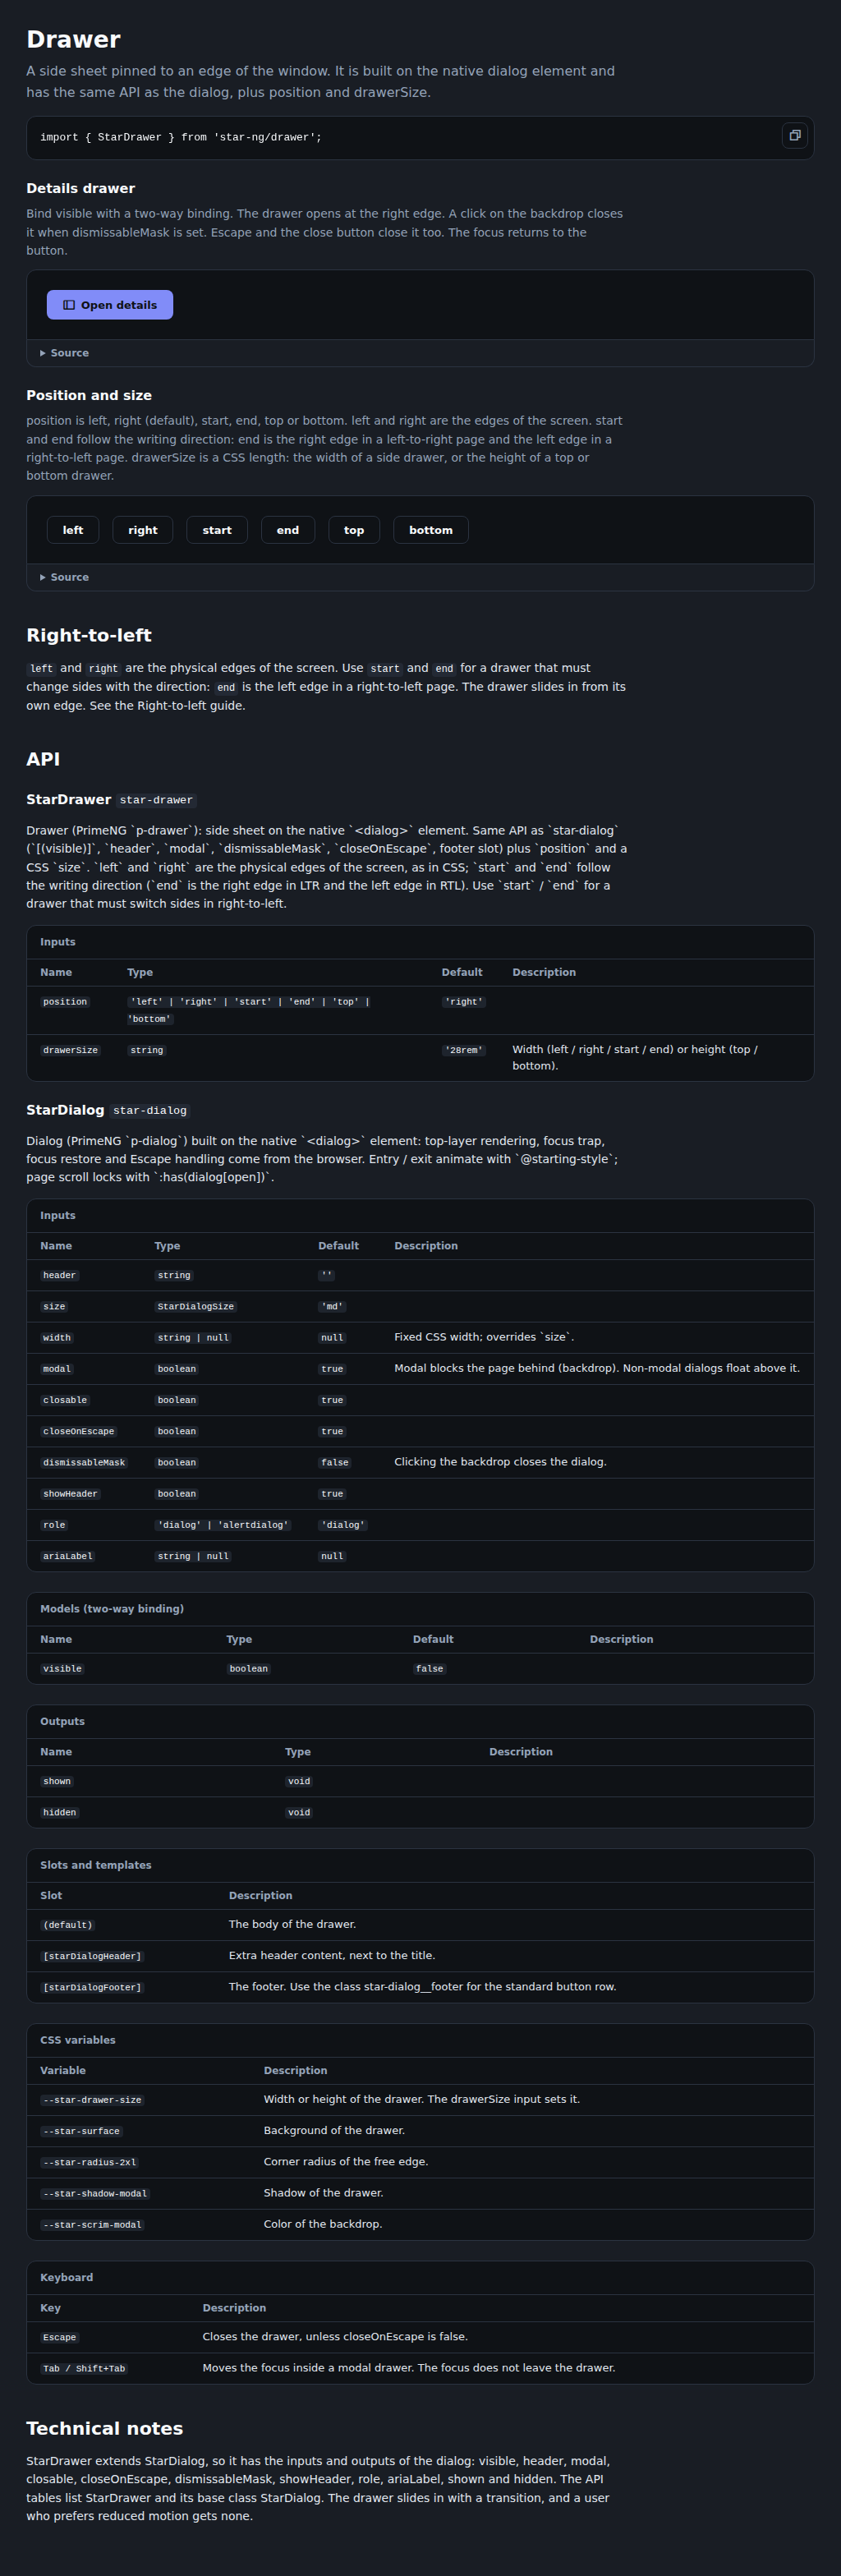 Drawer
A side sheet pinned to an edge of the window. It is built on the native dialog element and
has the same API as the dialog, plus position and drawerSize.
import { StarDrawer } from 'star-ng/drawer';
Details drawer
Bind visible with a two-way binding. The drawer opens at the right edge. A click on the backdrop closes
it when dismissableMask is set. Escape and the close button close it too. The focus returns to the
button.
Open details
Source
Position and size
position is left, right (default), start, end, top or bottom. left and right are the edges of the screen. start
and end follow the writing direction: end is the right edge in a left-to-right page and the left edge in a
right-to-left page. drawerSize is a CSS length: the width of a side drawer, or the height of a top or
bottom drawer.
left right start end top bottom
Source
Right-to-left
left and right are the physical edges of the screen. Use start and end for a drawer that must
change sides with the direction: end is the left edge in a right-to-left page. The drawer slides in from its
own edge. See the Right-to-left guide.
API
StarDrawer star-drawer
Drawer (PrimeNG `p-drawer`): side sheet on the native `<dialog>` element. Same API as `star-dialog`
(`[(visible)]`, `header`, `modal`, `dismissableMask`, `closeOnEscape`, footer slot) plus `position` and a
CSS `size`. `left` and `right` are the physical edges of the screen, as in CSS; `start` and `end` follow
the writing direction (`end` is the right edge in LTR and the left edge in RTL). Use `start` / `end` for a
drawer that must switch sides in right-to-left.
Inputs
Name Type Default Description
position 'left' | 'right' | 'start' | 'end' | 'top' | 'right'
'bottom'
drawerSize string '28rem' Width (left / right / start / end) or height (top /
bottom).
StarDialog star-dialog
Dialog (PrimeNG `p-dialog`) built on the native `<dialog>` element: top-layer rendering, focus trap,
focus restore and Escape handling come from the browser. Entry / exit animate with `@starting-style`;
page scroll locks with `:has(dialog[open])`.
Inputs
Name Type Default Description
header string ''
size StarDialogSize 'md'
width string | null null Fixed CSS width; overrides `size`.
modal boolean true Modal blocks the page behind (backdrop). Non-modal dialogs float above it.
closable boolean true
closeOnEscape boolean true
dismissableMask boolean false Clicking the backdrop closes the dialog.
showHeader boolean true
role 'dialog' | 'alertdialog' 'dialog'
ariaLabel string | null null
Models (two-way binding)
Name Type Default Description
visible boolean false
Outputs
Name Type Description
shown void
hidden void
Slots and templates
Slot Description
(default) The body of the drawer.
[starDialogHeader] Extra header content, next to the title.
[starDialogFooter] The footer. Use the class star-dialog__footer for the standard button row.
CSS variables
Variable Description
--star-drawer-size Width or height of the drawer. The drawerSize input sets it.
--star-surface Background of the drawer.
--star-radius-2xl Corner radius of the free edge.
--star-shadow-modal Shadow of the drawer.
--star-scrim-modal Color of the backdrop.
Keyboard
Key Description
Escape Closes the drawer, unless closeOnEscape is false.
Tab / Shift+Tab Moves the focus inside a modal drawer. The focus does not leave the drawer.
Technical notes
StarDrawer extends StarDialog, so it has the inputs and outputs of the dialog: visible, header, modal,
closable, closeOnEscape, dismissableMask, showHeader, role, ariaLabel, shown and hidden. The API
tables list StarDrawer and its base class StarDialog. The drawer slides in with a transition, and a user
who prefers reduced motion gets none.